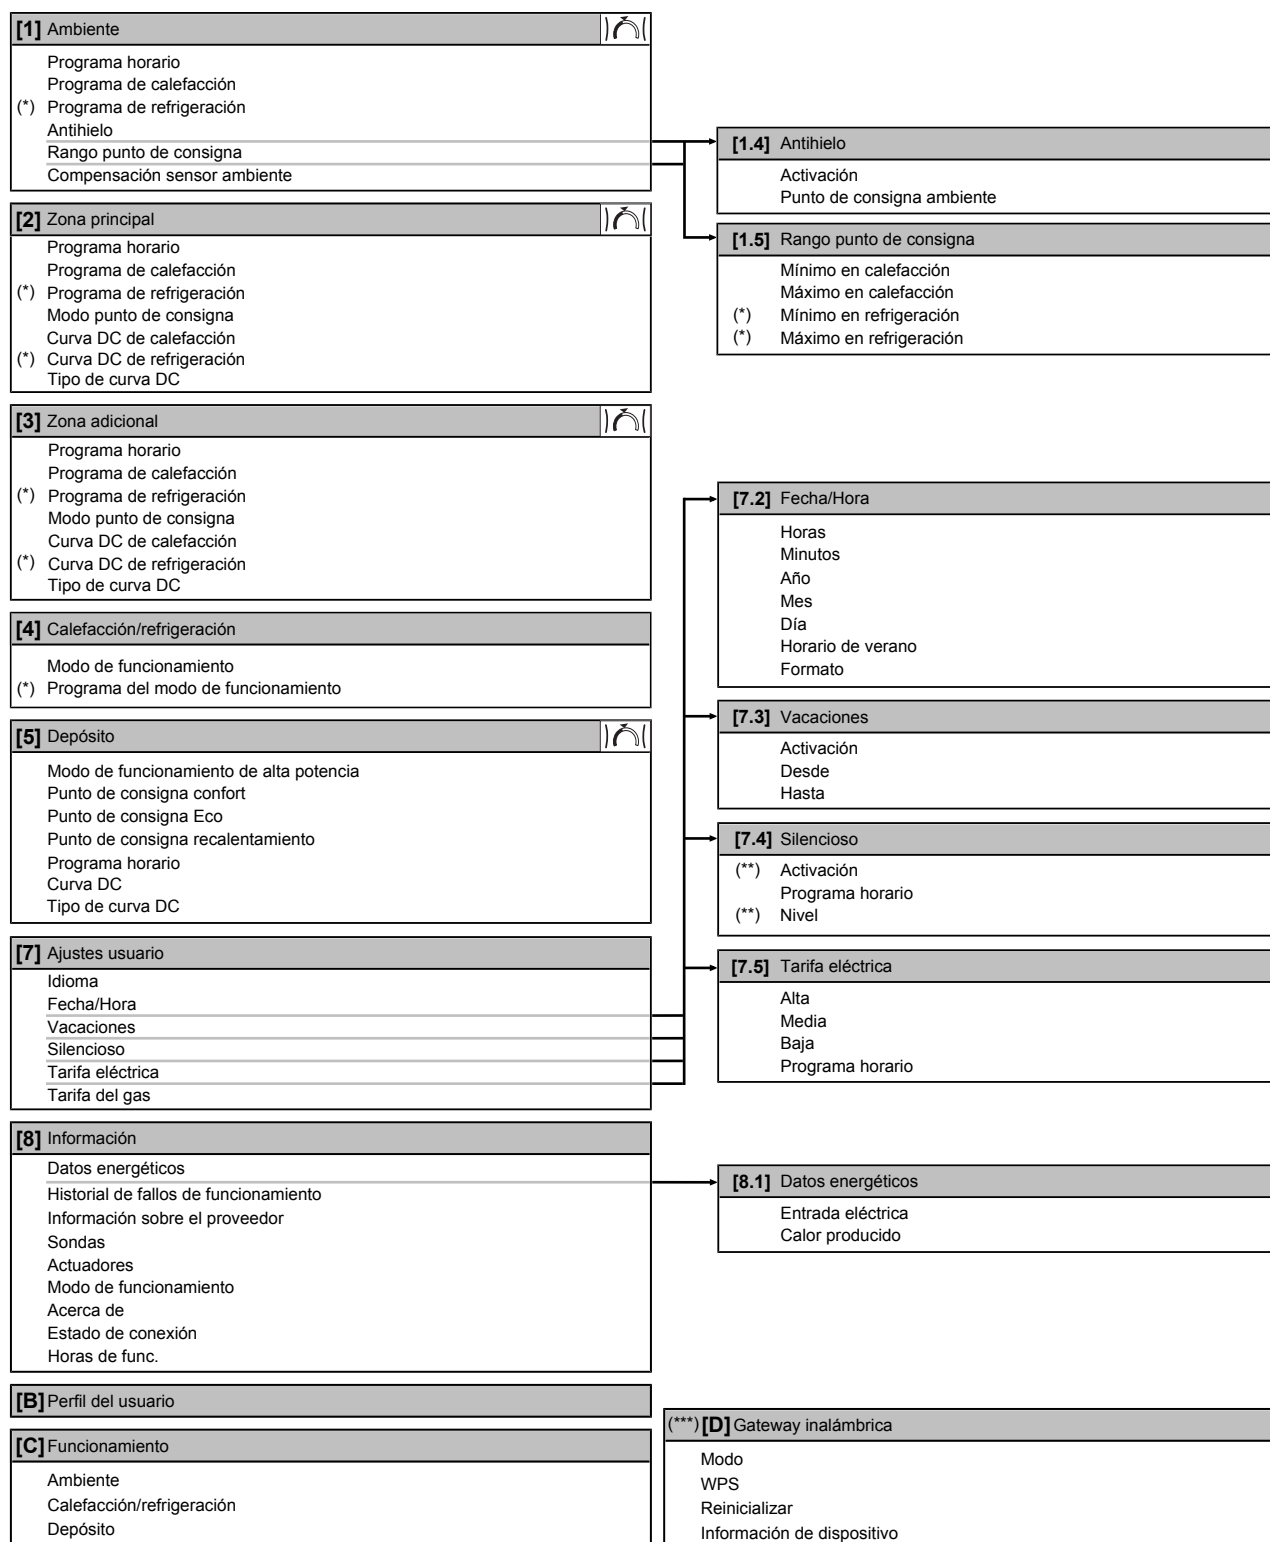 [1] Ambiente
Programa horario
Programa de calefacción
(*) Programa de refrigeración
Antihielo
Rango punto de consigna
Compensación sensor ambiente
[1.4] Antihielo
Activación
Punto de consigna ambiente
[1.5] Rango punto de consigna
Mínimo en calefacción
Máximo en calefacción
(*) Mínimo en refrigeración
(*) Máximo en refrigeración
[2] Zona principal
Programa horario
Programa de calefacción
(*) Programa de refrigeración
Modo punto de consigna
Curva DC de calefacción
(*) Curva DC de refrigeración
Tipo de curva DC
[3] Zona adicional
Programa horario
Programa de calefacción
(*) Programa de refrigeración
Modo punto de consigna
Curva DC de calefacción
(*) Curva DC de refrigeración
Tipo de curva DC
[4] Calefacción/refrigeración
Modo de funcionamiento
(*) Programa del modo de funcionamiento
[5] Depósito
Modo de funcionamiento de alta potencia
Punto de consigna confort
Punto de consigna Eco
Punto de consigna recalentamiento
Programa horario
Curva DC
Tipo de curva DC
[7] Ajustes usuario
Idioma
Fecha/Hora
Vacaciones
Silencioso
Tarifa eléctrica
Tarifa del gas
[7.2] Fecha/Hora
Horas
Minutos
Año
Mes
Día
Horario de verano
Formato
[7.3] Vacaciones
Activación
Desde
Hasta
[7.4] Silencioso
(**) Activación
Programa horario
(**) Nivel
[7.5] Tarifa eléctrica
Alta
Media
Baja
Programa horario
[8] Información
Datos energéticos
Historial de fallos de funcionamiento
Información sobre el proveedor
Sondas
Actuadores
Modo de funcionamiento
Acerca de
Estado de conexión
Horas de func.
[8.1] Datos energéticos
Entrada eléctrica
Calor producido
[B] Perfil del usuario
[C] Funcionamiento
Ambiente
Calefacción/refrigeración
Depósito
(***) [D] Gateway inalámbrica
Modo
WPS
Reinicializar
Información de dispositivo